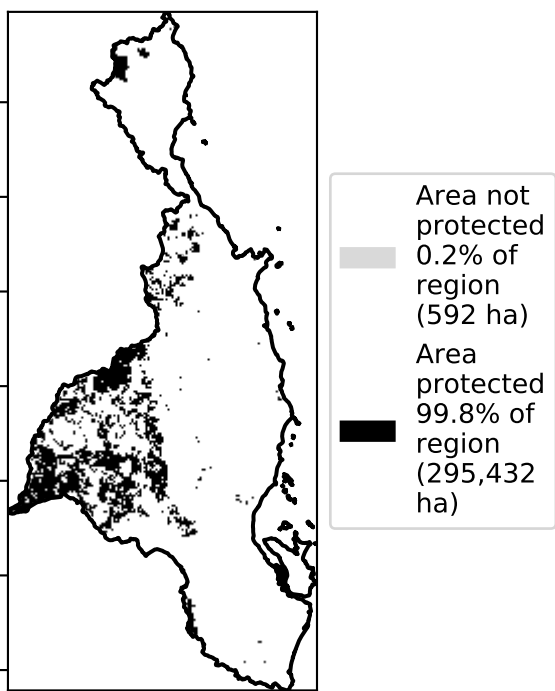 Area not
protected
0.2% of
region
(592 ha)
Area
protected
99.8% of
region
(295,432
ha)